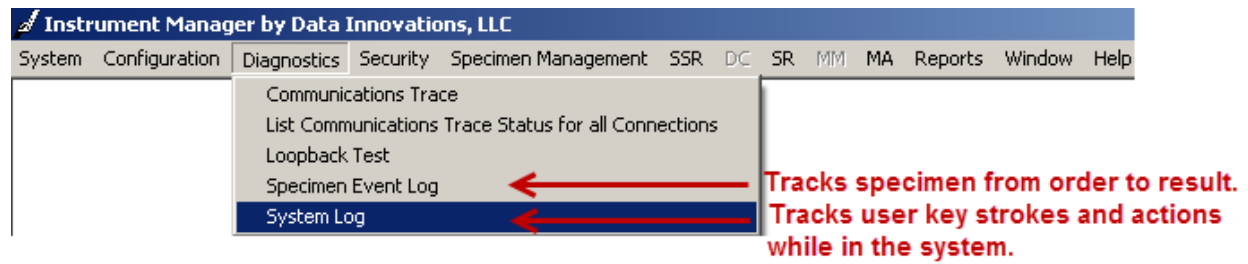 Instrument Manager by Data Innovations, LLC
System Configuration Diagnostics Security Specimen Management SSR DC SR MM MA Reports Window Help
Communications Trace
List Communications Trace Status for all Connections
Loopback Test
Specimen Event Log
Tracks specimen from order to result.
System Log
Tracks user key strokes and actions
while in the system.